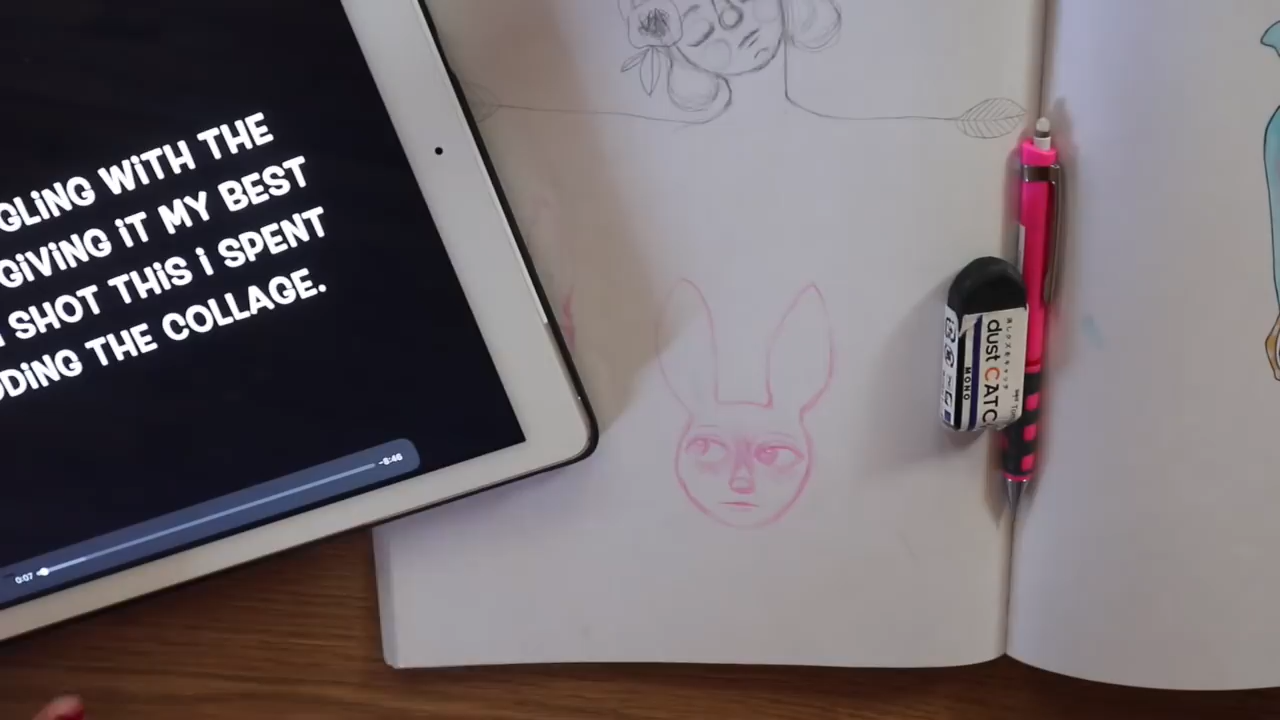 GLiNG WiTH THE
GiViNG iT MY BEST
SHOT THiS i SPENT
DiNG THE COLLAGE.
0:07
-8:46
dust CATC
MONO